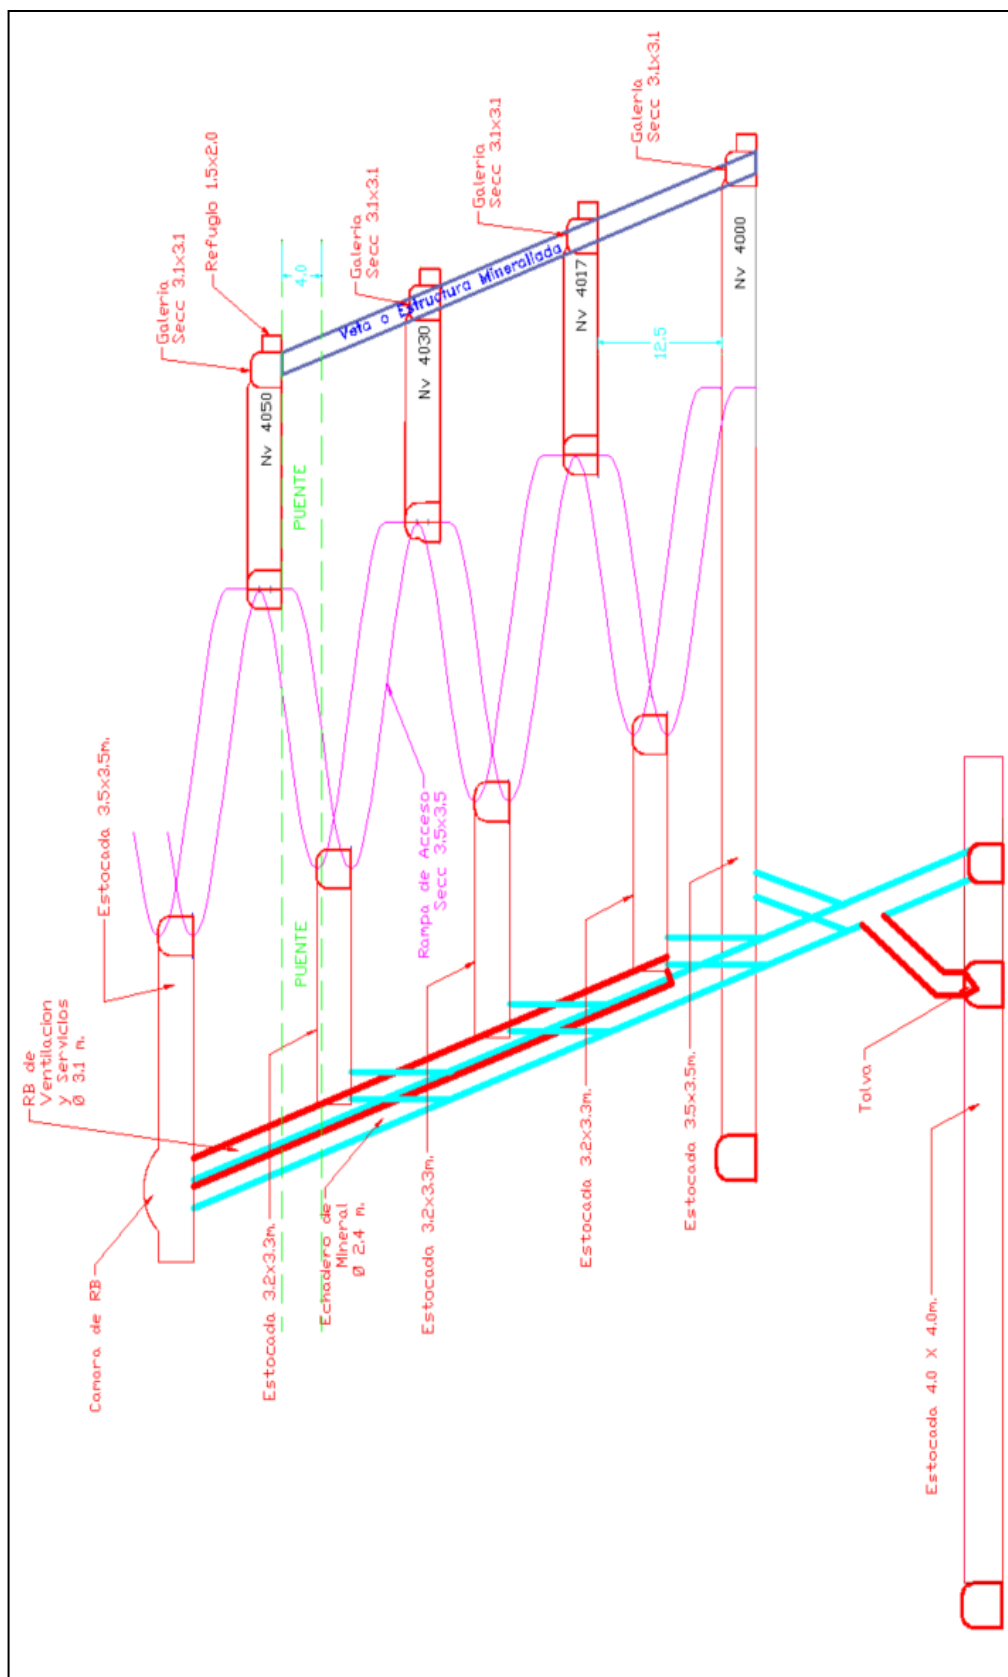 Camara de RB
RB de
Ventilacion
y Servicios
Ø 3.1 m.
Estocada 3.5x3.5m.
Galeria
Secc 3.1x3.1
Refugio 1.5x2.0
Nv 4050
PUENTE
PUENTE
4.0
Estocada 3.2x3.3m.
Echadero de
Mineral
Ø 2.4 m.
Rampa de Acceso
Secc 3.5x3.5
Galeria
Secc 3.1x3.1
Nv 4030
Veta o Estructura Mineralizada
Estocada 3.2x3.3m.
Galeria
Secc 3.1x3.1
Nv 4017
12.5
Estocada 3.2x3.3m.
Galeria
Secc 3.1x3.1
Nv 4000
Estocada 3.5x3.5m.
Tolva
Estocada 4.0 X 4.0m.